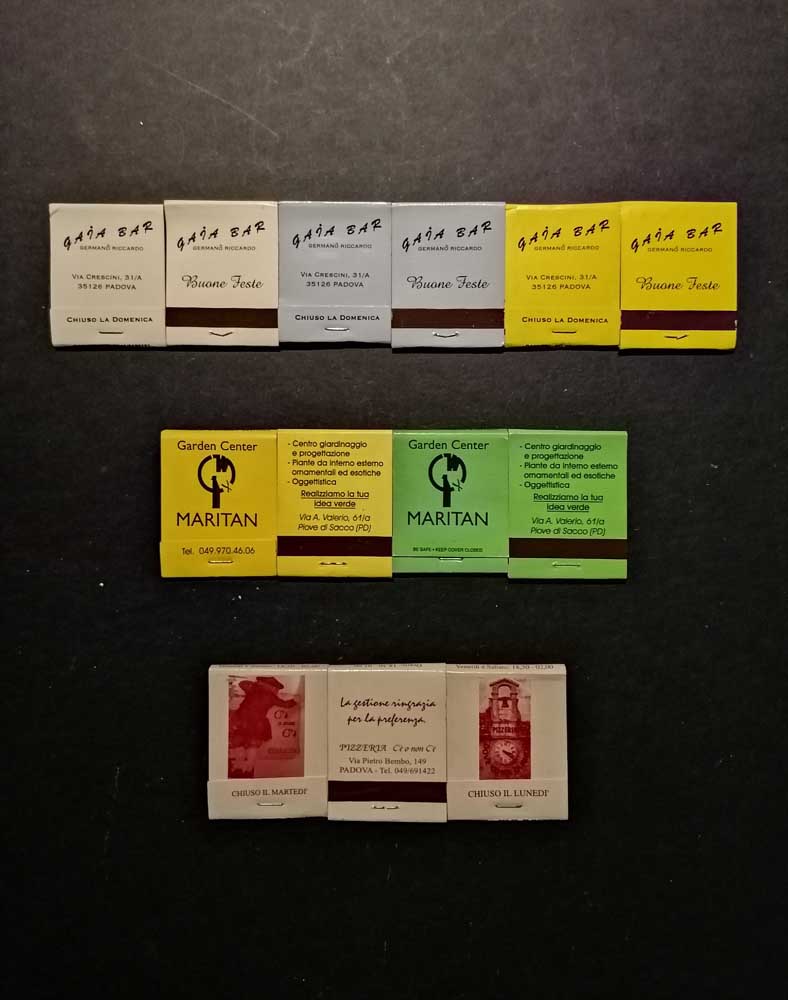 GAÌA BAR
GERMANÒ RICCARDO
VIA CRESCINI, 31/A
35126 PADOVA
CHIUSO LA DOMENICA
GAÌA BAR
GERMANÒ RICCARDO
Buone Feste
GAÌA BAR
GERMANÒ RICCARDO
VIA CRESCINI, 31/A
35126 PADOVA
CHIUSO LA DOMENICA
GAÌA BAR
GERMANÒ RICCARDO
Buone Feste
GAÌA BAR
GERMANÒ RICCARDO
VIA CRESCINI, 31/A
35126 PADOVA
CHIUSO LA DOMENICA
GAÌA BAR
GERMANÒ RICCARDO
Buone Feste
Garden Center
MARITAN
Tel. 049.970.46.06
- Centro giardinaggio
e progettazione
- Piante da interno esterno
ornamentali ed esotiche
- Oggettistica
Realizziamo la tua
idea verde
Via A. Valerio, 61/a
Piove di Sacco (PD)
Garden Center
MARITAN
BE SAFE • KEEP COVER CLOSED
- Centro giardinaggio
e progettazione
- Piante da interno esterno
ornamentali ed esotiche
- Oggettistica
Realizziamo la tua
idea verde
Via A. Valerio, 61/a
Piove di Sacco (PD)
C'è
C'è
CHIUSO IL MARTEDI'
La gestione ringrazia
per la preferenza.
PIZZERIA C'è o non C'è
Via Pietro Bembo, 149
PADOVA - Tel. 049/691422
PIZZERIA
CHIUSO IL LUNEDI'